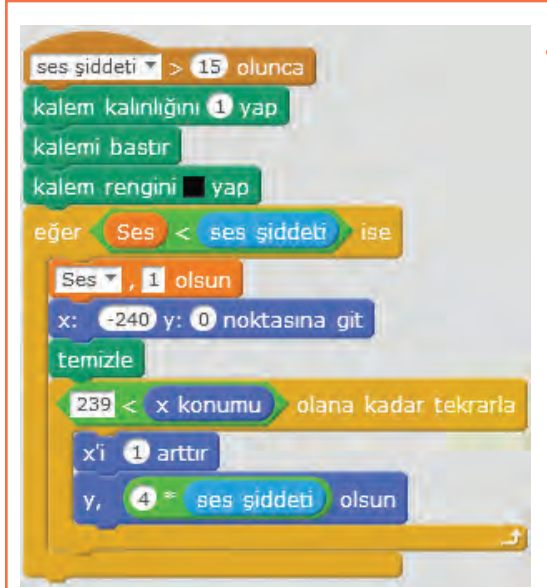 ses şiddeti > 15 olunca
kalem kalınlığını 1 yap
kalemi bastır
kalem rengini yap
eğer Ses < ses şiddeti ise
Ses , 1 olsun
x: -240 y: 0 noktasına git
temizle
239 < x konumu olana kadar tekrarla
x'i 1 arttır
y, 4 * ses şiddeti olsun